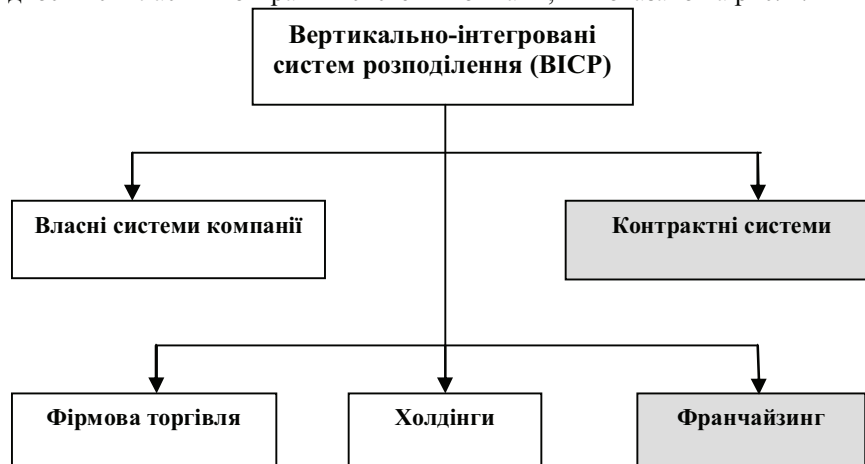 Вертикально-інтегровані
систем розподілення (ВІСР)
Власні системи компанії
Контрактні системи
Фірмова торгівля
Холдінги
Франчайзинг